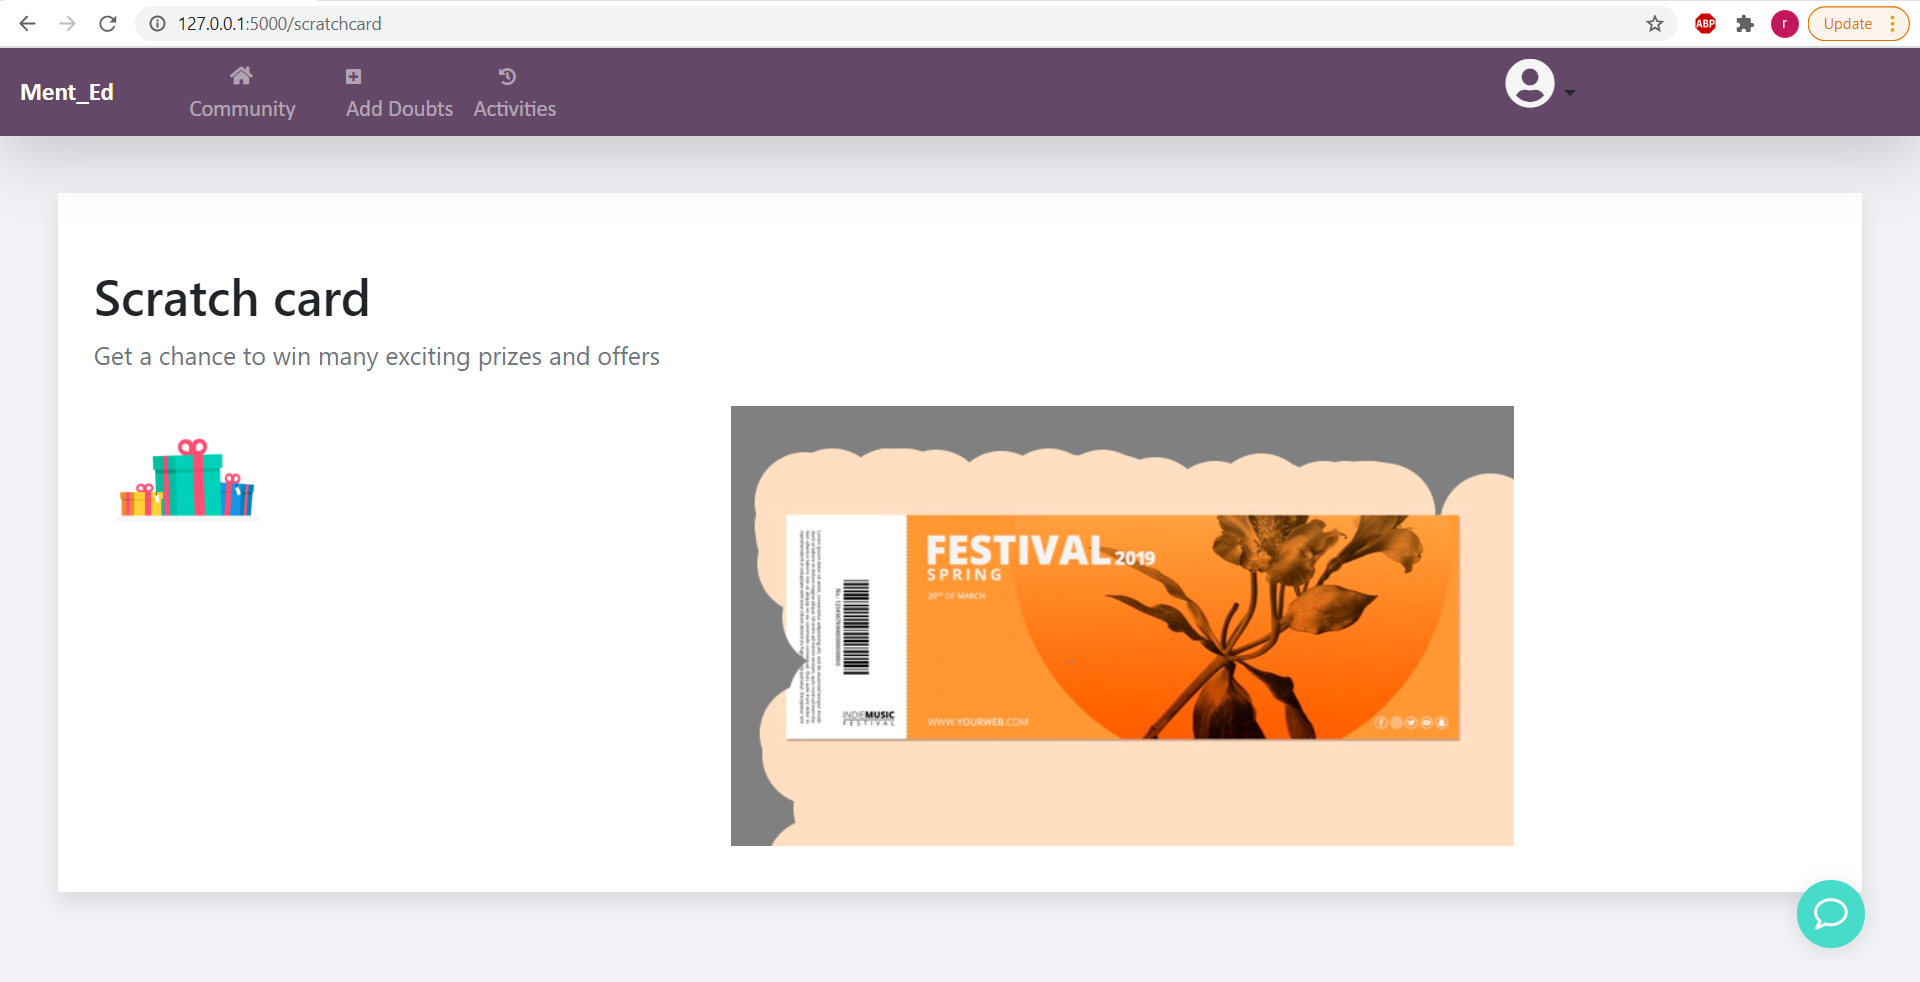 127.0.0.1:5000/scratchcard
ABP
r
Update
Ment_Ed
Community
Add Doubts
Activities
Scratch card
Get a chance to win many exciting prizes and offers
FESTIVAL 2019
SPRING
20TH OF MARCH
INDIEMUSIC
FESTIVAL
WWW.YOURWEB.COM